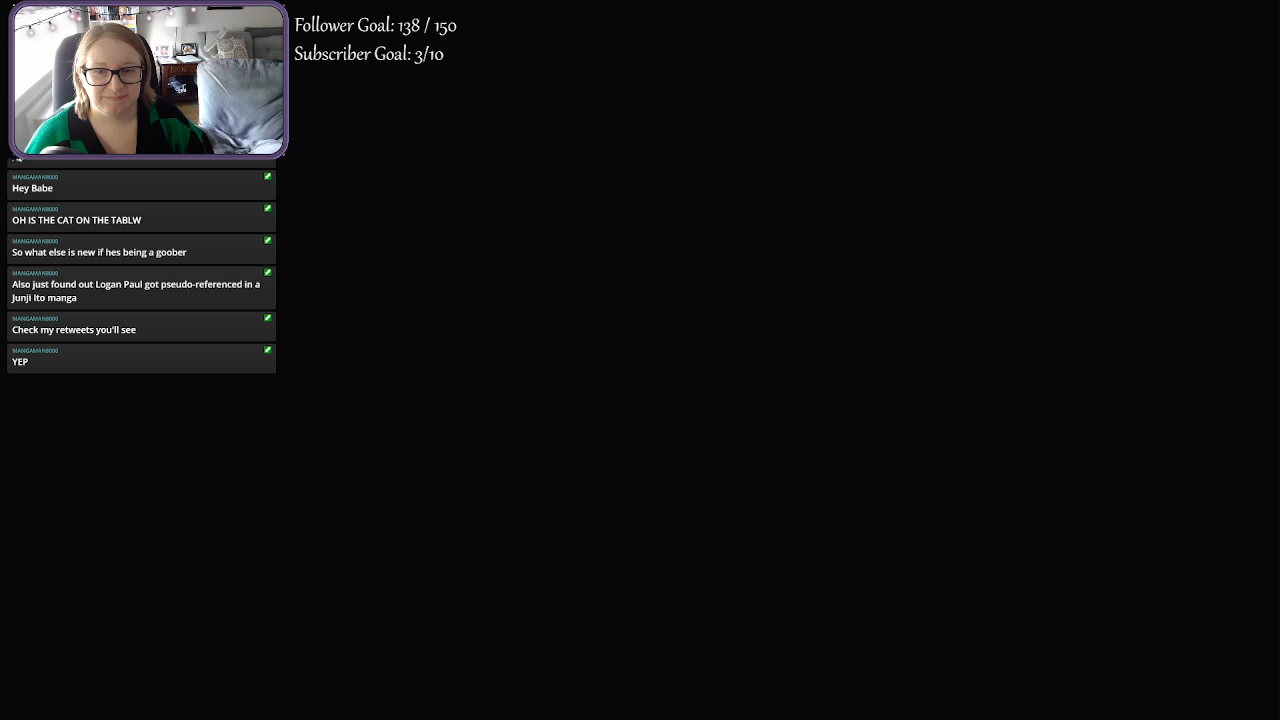 Follower Goal: 138 / 150
Subscriber Goal: 3/10
MANGAMAN8000
Hey Babe
MANGAMAN8000
OH IS THE CAT ON THE TABLW
MANGAMAN8000
So what else is new if hes being a goober
MANGAMAN8000
Also just found out Logan Paul got pseudo-referenced in a
Junji Ito manga
MANGAMAN8000
Check my retweets you'll see
MANGAMAN8000
YEP